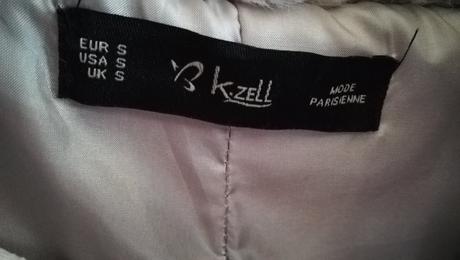 EUR S
USA S
UK S
K.ZELL
MODE
PARISIENNE